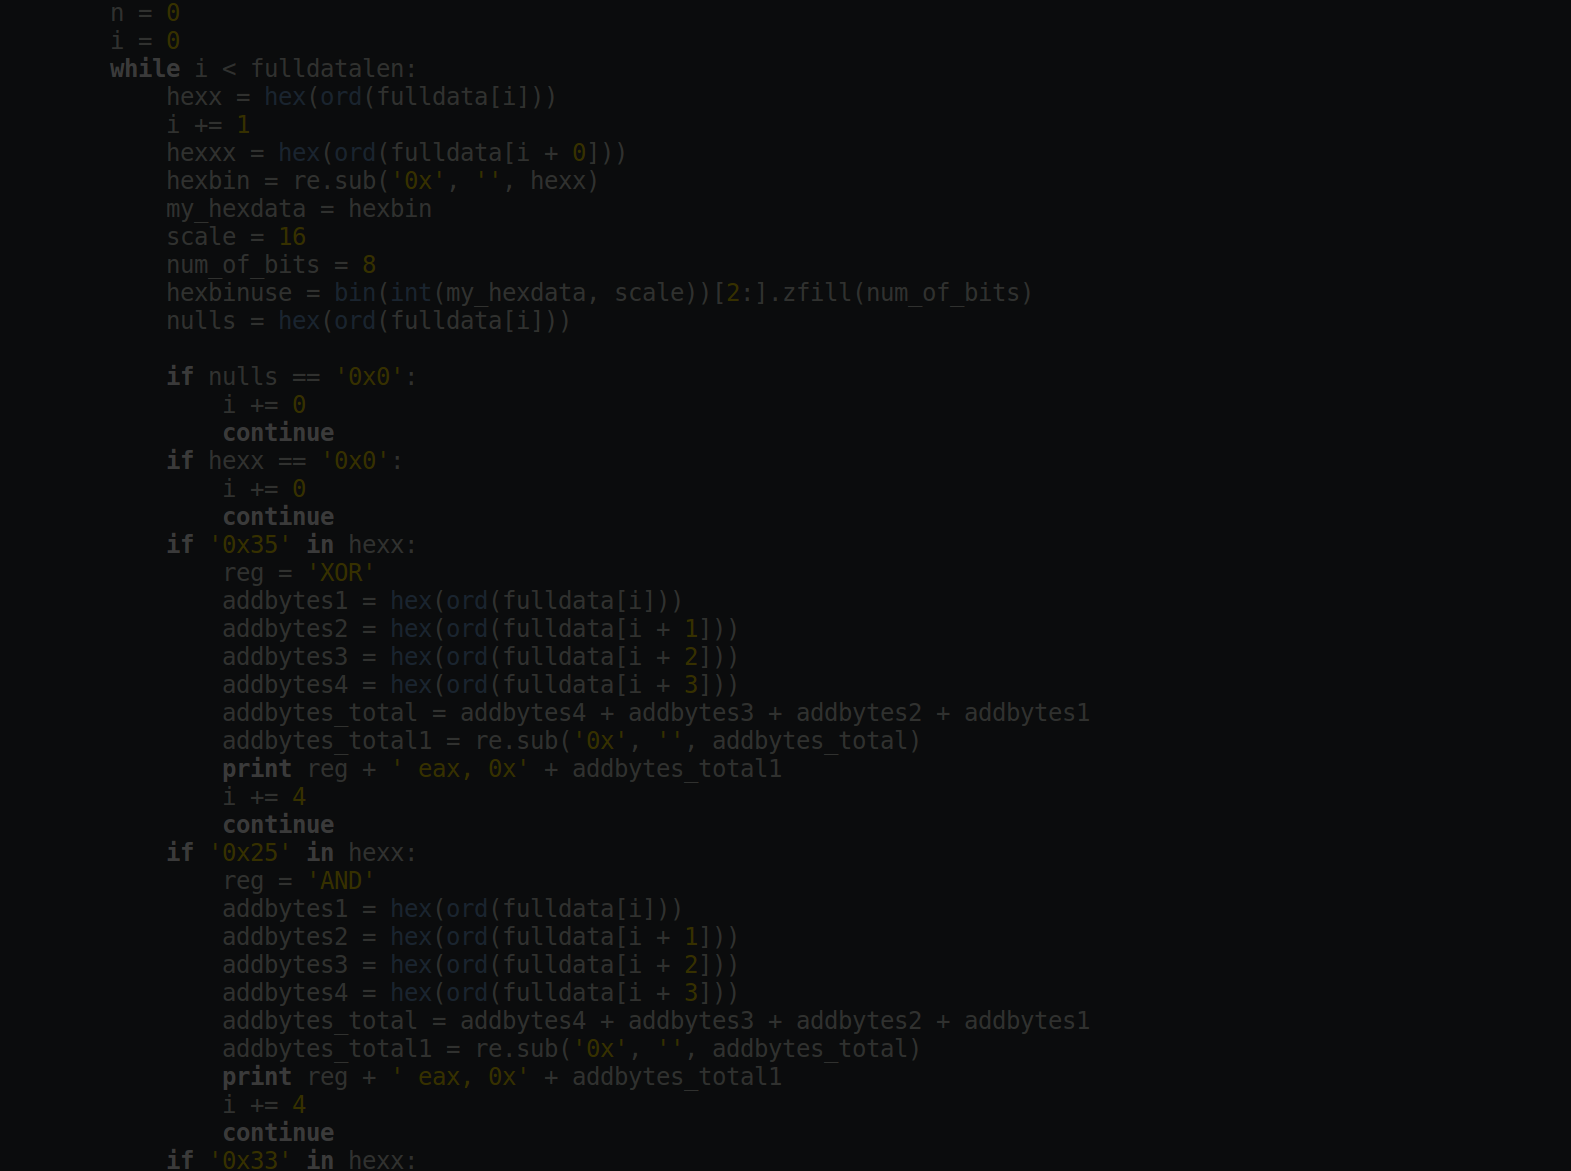 n = 0
i = 0
while i < fulldatalen:
    hexx = hex(ord(fulldata[i]))
    i += 1
    hexxx = hex(ord(fulldata[i + 0]))
    hexbin = re.sub('0x', '', hexx)
    my_hexdata = hexbin
    scale = 16
    num_of_bits = 8
    hexbinuse = bin(int(my_hexdata, scale))[2:].zfill(num_of_bits)
    nulls = hex(ord(fulldata[i]))

    if nulls == '0x0':
        i += 0
        continue
    if hexx == '0x0':
        i += 0
        continue
    if '0x35' in hexx:
        reg = 'XOR'
        addbytes1 = hex(ord(fulldata[i]))
        addbytes2 = hex(ord(fulldata[i + 1]))
        addbytes3 = hex(ord(fulldata[i + 2]))
        addbytes4 = hex(ord(fulldata[i + 3]))
        addbytes_total = addbytes4 + addbytes3 + addbytes2 + addbytes1
        addbytes_total1 = re.sub('0x', '', addbytes_total)
        print reg + ' eax, 0x' + addbytes_total1
        i += 4
        continue
    if '0x25' in hexx:
        reg = 'AND'
        addbytes1 = hex(ord(fulldata[i]))
        addbytes2 = hex(ord(fulldata[i + 1]))
        addbytes3 = hex(ord(fulldata[i + 2]))
        addbytes4 = hex(ord(fulldata[i + 3]))
        addbytes_total = addbytes4 + addbytes3 + addbytes2 + addbytes1
        addbytes_total1 = re.sub('0x', '', addbytes_total)
        print reg + ' eax, 0x' + addbytes_total1
        i += 4
        continue
    if '0x33' in hexx: